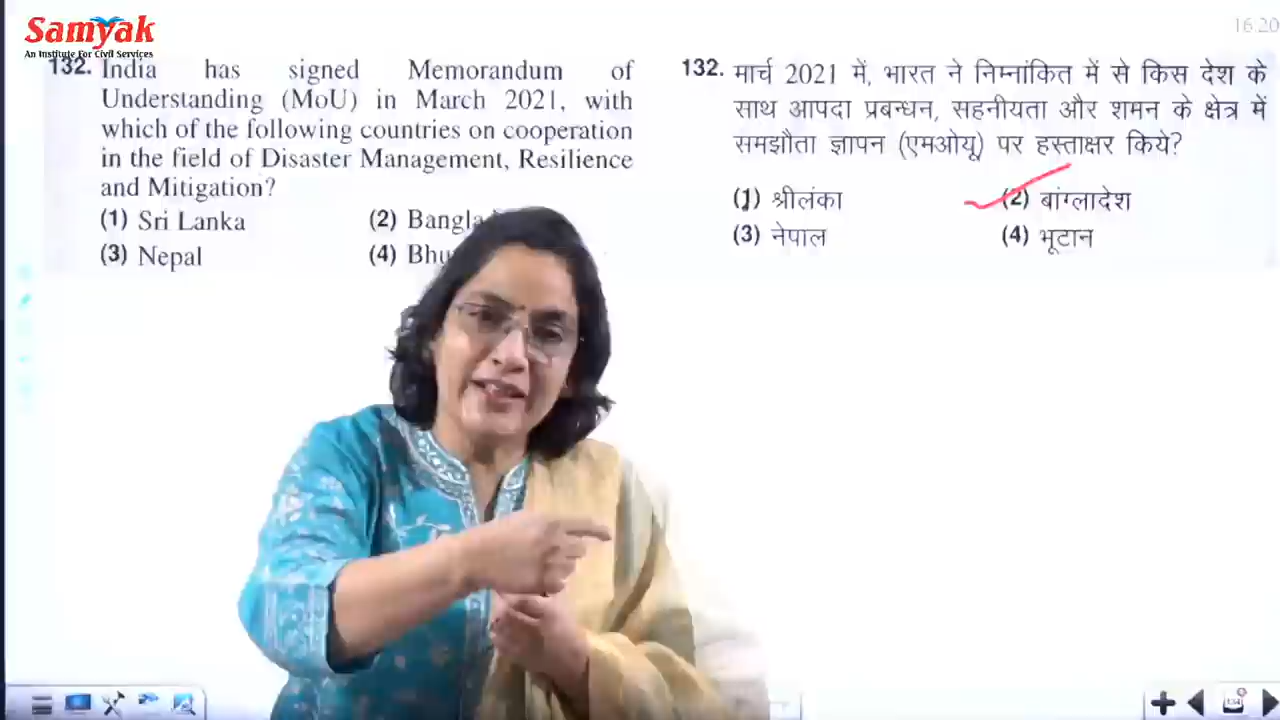 Samyak
An Institute For Civil Services
16.20
132. India has signed Memorandum of
Understanding (MoU) in March 2021, with
which of the following countries on cooperation
in the field of Disaster Management, Resilience
and Mitigation?
(1) Sri Lanka (2) Bangla
(3) Nepal (4) Bhu
132. मार्च 2021 में, भारत ने निम्नांकित में से किस देश के
साथ आपदा प्रबन्धन, सहनीयता और शमन के क्षेत्र में
समझौता ज्ञापन (एमओयू) पर हस्ताक्षर किये?
(1) श्रीलंका (2) बांग्लादेश
(3) नेपाल (4) भूटान